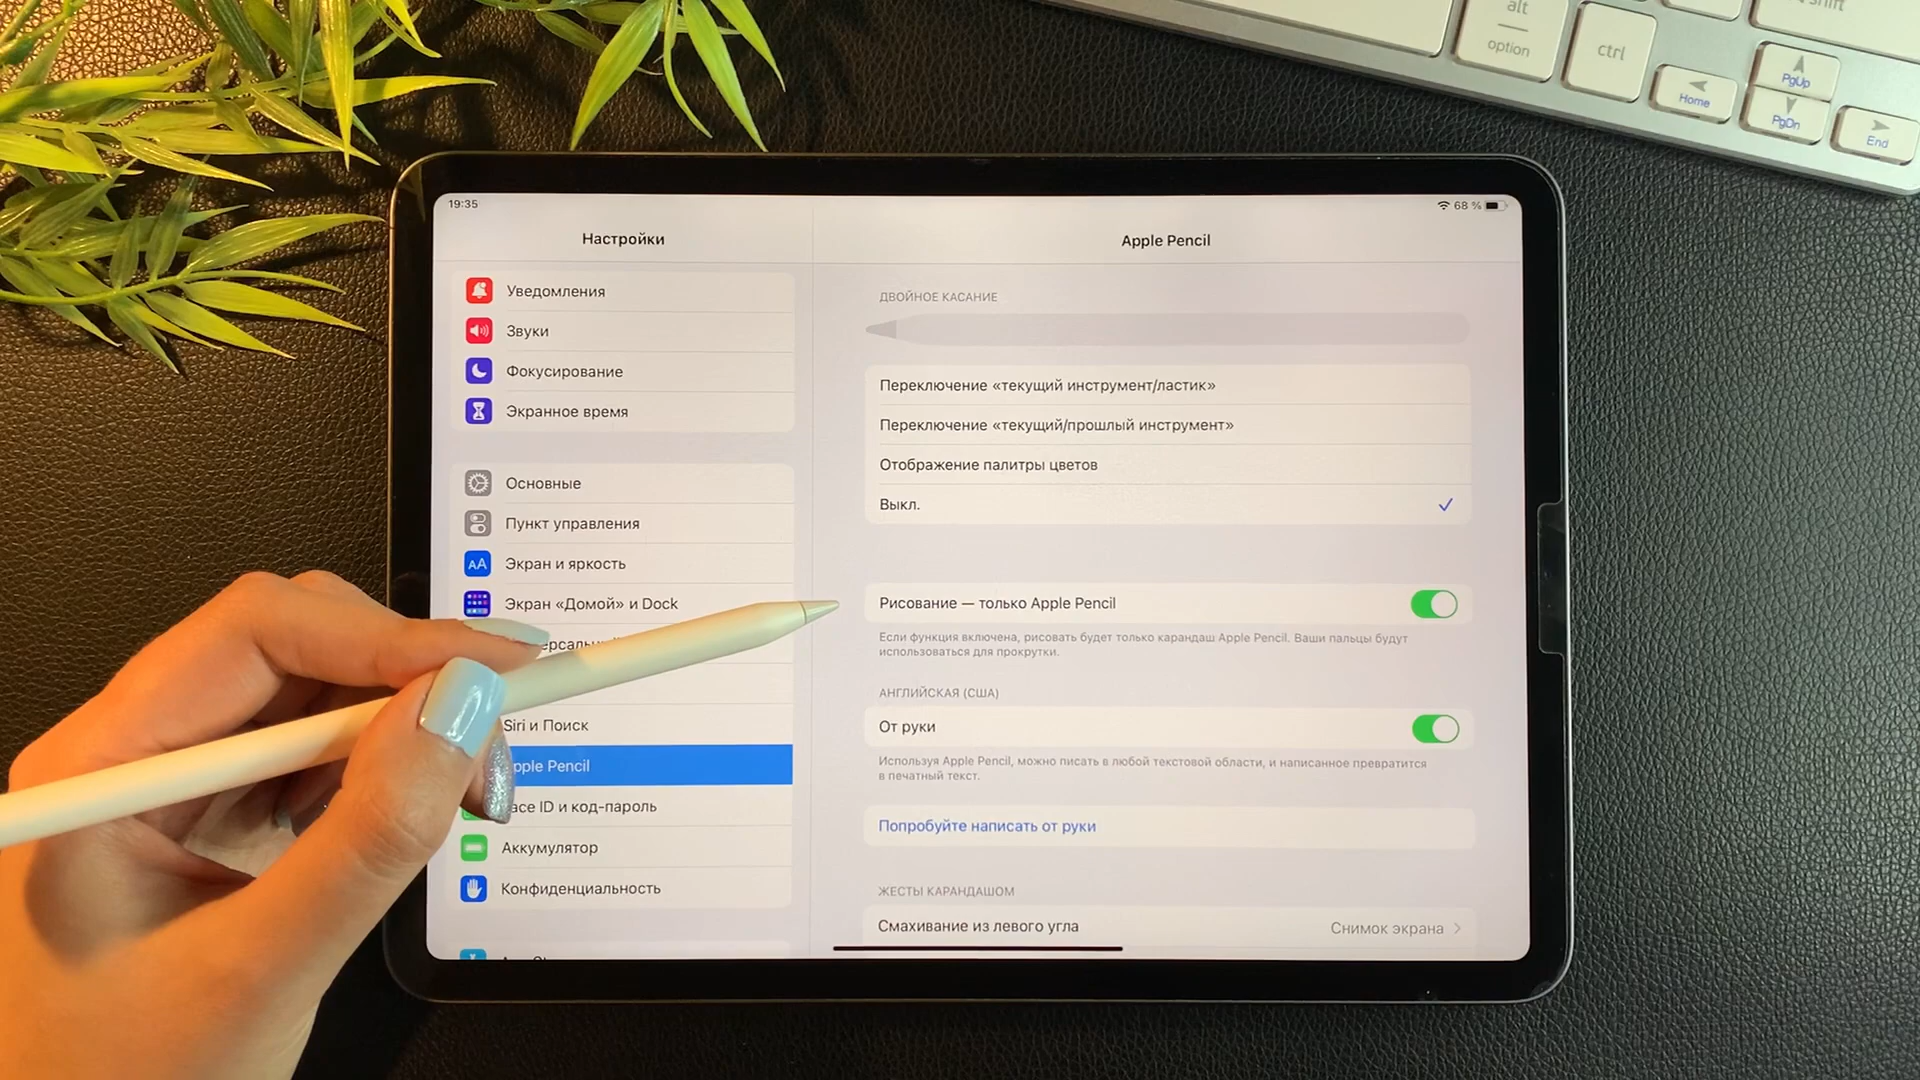 alt
option
ctrl
shift
Home
PgUp
PgDn
End
19:35
68 %
Настройки
Уведомления
Звуки
Фокусирование
Экранное время
Основные
Пункт управления
AA
Экран и яркость
Экран «Домой» и Dock
Siri и Поиск
pple Pencil
ace ID и код-пароль
Аккумулятор
Конфиденциальность
Apple Pencil
ДВОЙНОЕ КАСАНИЕ
Переключение «текущий инструмент/ластик»
Переключение «текущий/прошлый инструмент»
Отображение палитры цветов
Выкл.
Рисование — только Apple Pencil
Если функция включена, рисовать будет только карандаш Apple Pencil. Ваши пальцы будут
использоваться для прокрутки.
АНГЛИЙСКАЯ (США)
От руки
Используя Apple Pencil, можно писать в любой текстовой области, и написанное превратится
в печатный текст.
Попробуйте написать от руки
ЖЕСТЫ КАРАНДАШОМ
Смахивание из левого угла
Снимок экрана